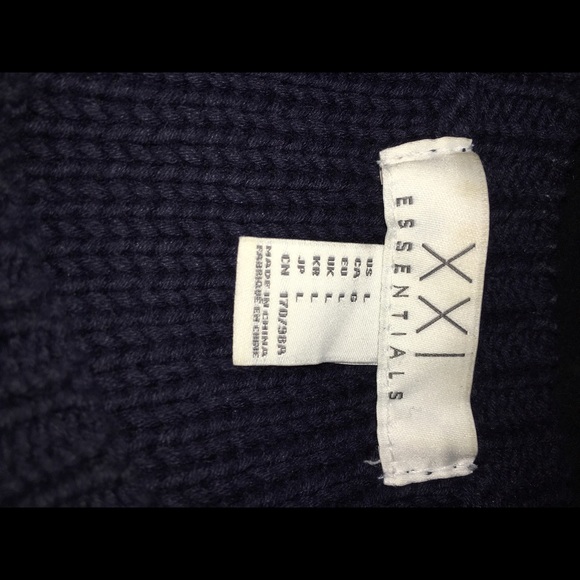 XXI
ESSENTIALS
US L
CA G
EU L
UK L
KR L
JP L
CN 170/98A
MADE IN CHINA
FABRIQUÉ EN CHINE